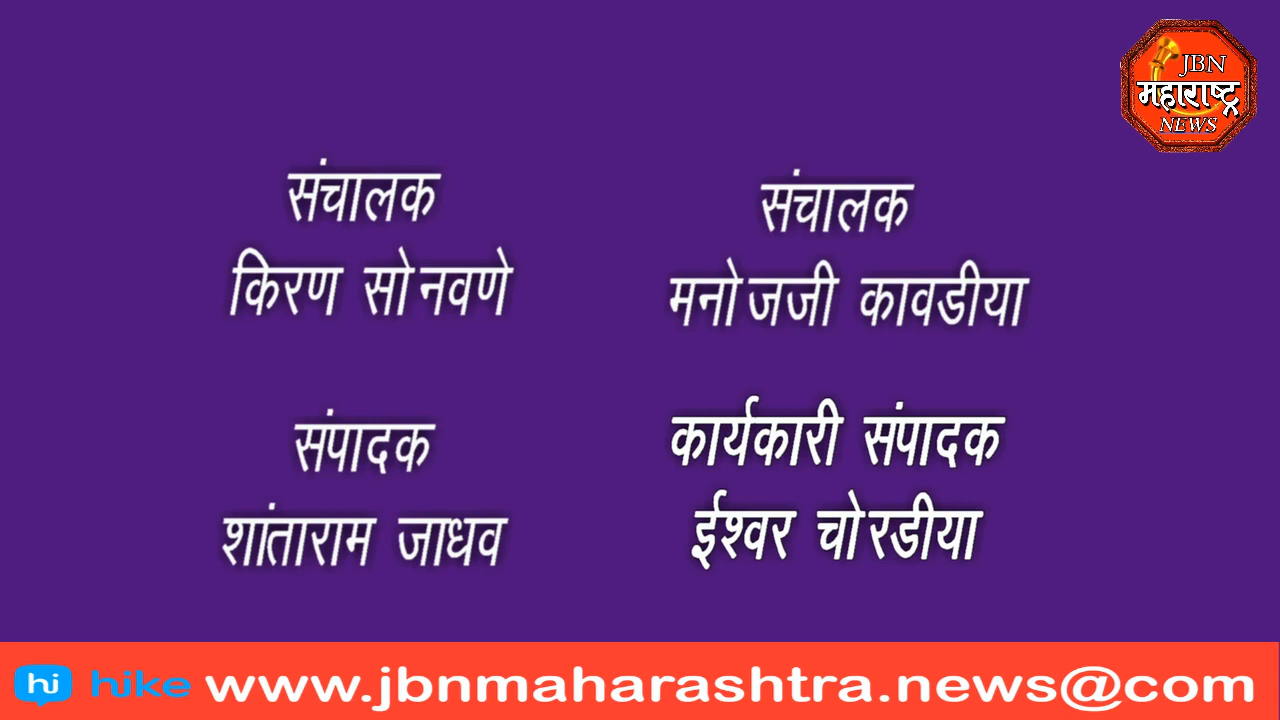 JBN
महाराष्ट्र
NEWS
संचालक
किरण सोनवणे
संचालक
मनोजजी कावडीया
संपादक
शांताराम जाधव
कार्यकारी संपादक
ईश्वर चोरडीया
hi hike www.jbnmaharashtra.news@com